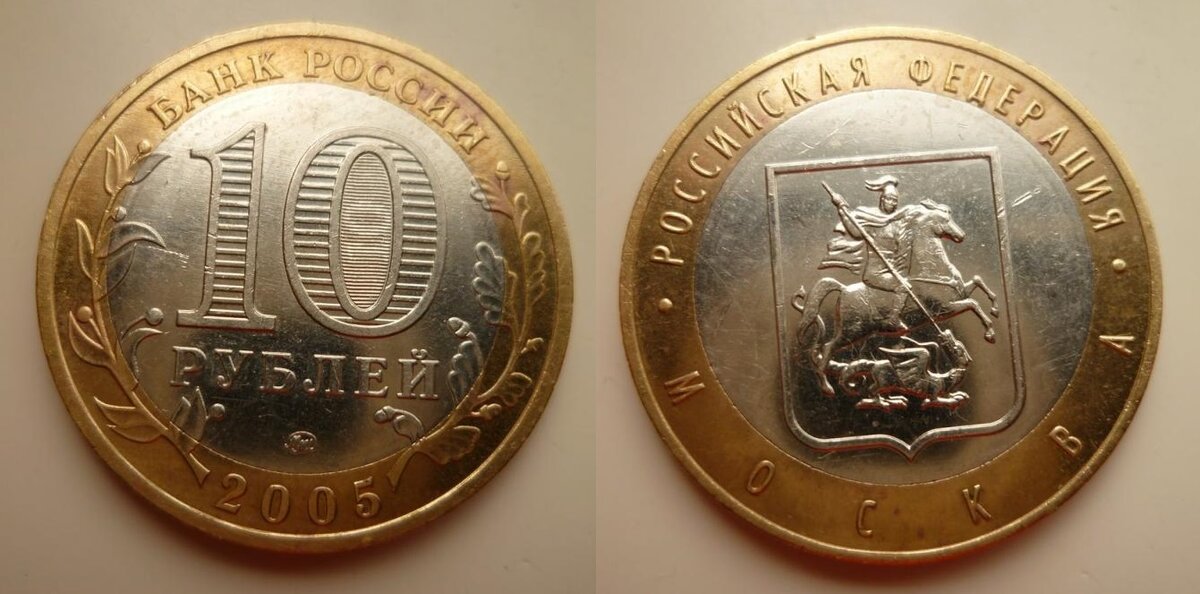 БАНК РОССИИ
10
РУБЛЕЙ
2005
РОССИЙСКАЯ ФЕДЕРАЦИЯ
МОСКВА